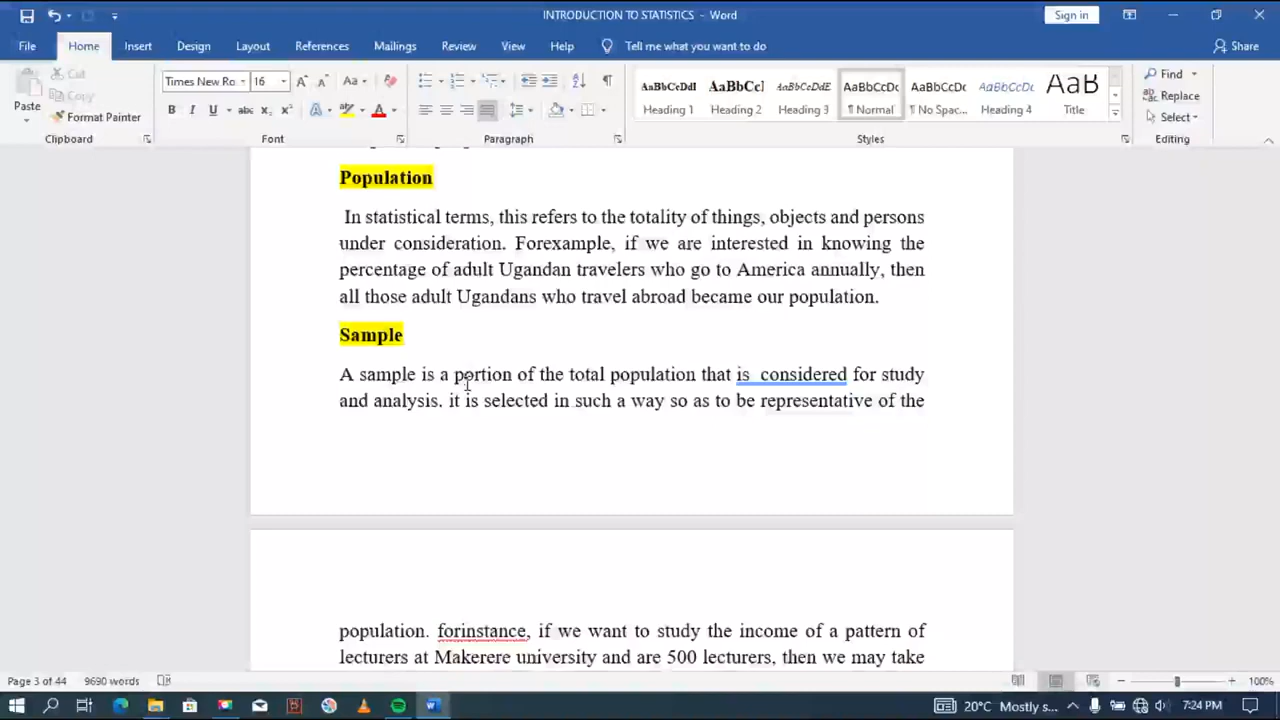 INTRODUCTION TO STATISTICS - Word
Sign in
File Home Insert Design Layout References Mailings Review View Help Tell me what you want to do Share
Paste
Cut
Copy
Format Painter
Clipboard
Times New Ro 16
Font
Paragraph
AaBbCcDdI AaBbCcI AaBbCcDdE AaBbCcDc AaBbCcDc AaBbCcDc AaB
Heading 1 Heading 2 Heading 3 ¶ Normal ¶ No Spac... Heading 4 Title
Styles
Find
Replace
Select
Editing
Population
In statistical terms, this refers to the totality of things, objects and persons
under consideration. Forexample, if we are interested in knowing the
percentage of adult Ugandan travelers who go to America annually, then
all those adult Ugandans who travel abroad became our population.
Sample
A sample is a portion of the total population that is considered for study
and analysis. it is selected in such a way so as to be representative of the
population. forinstance, if we want to study the income of a pattern of
lecturers at Makerere university and are 500 lecturers, then we may take
Page 3 of 44 9690 words 100%
20°C Mostly s... 7:24 PM